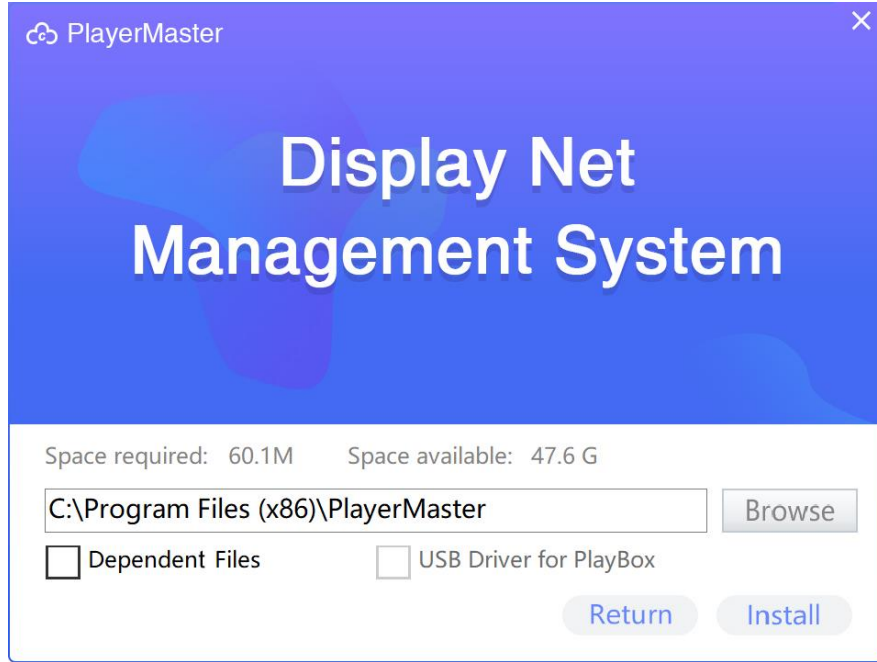 PlayerMaster
Display Net
Management System
Space required: 60.1M Space available: 47.6 G
C:\Program Files (x86)\PlayerMaster Browse
Dependent Files USB Driver for PlayBox
Return Install